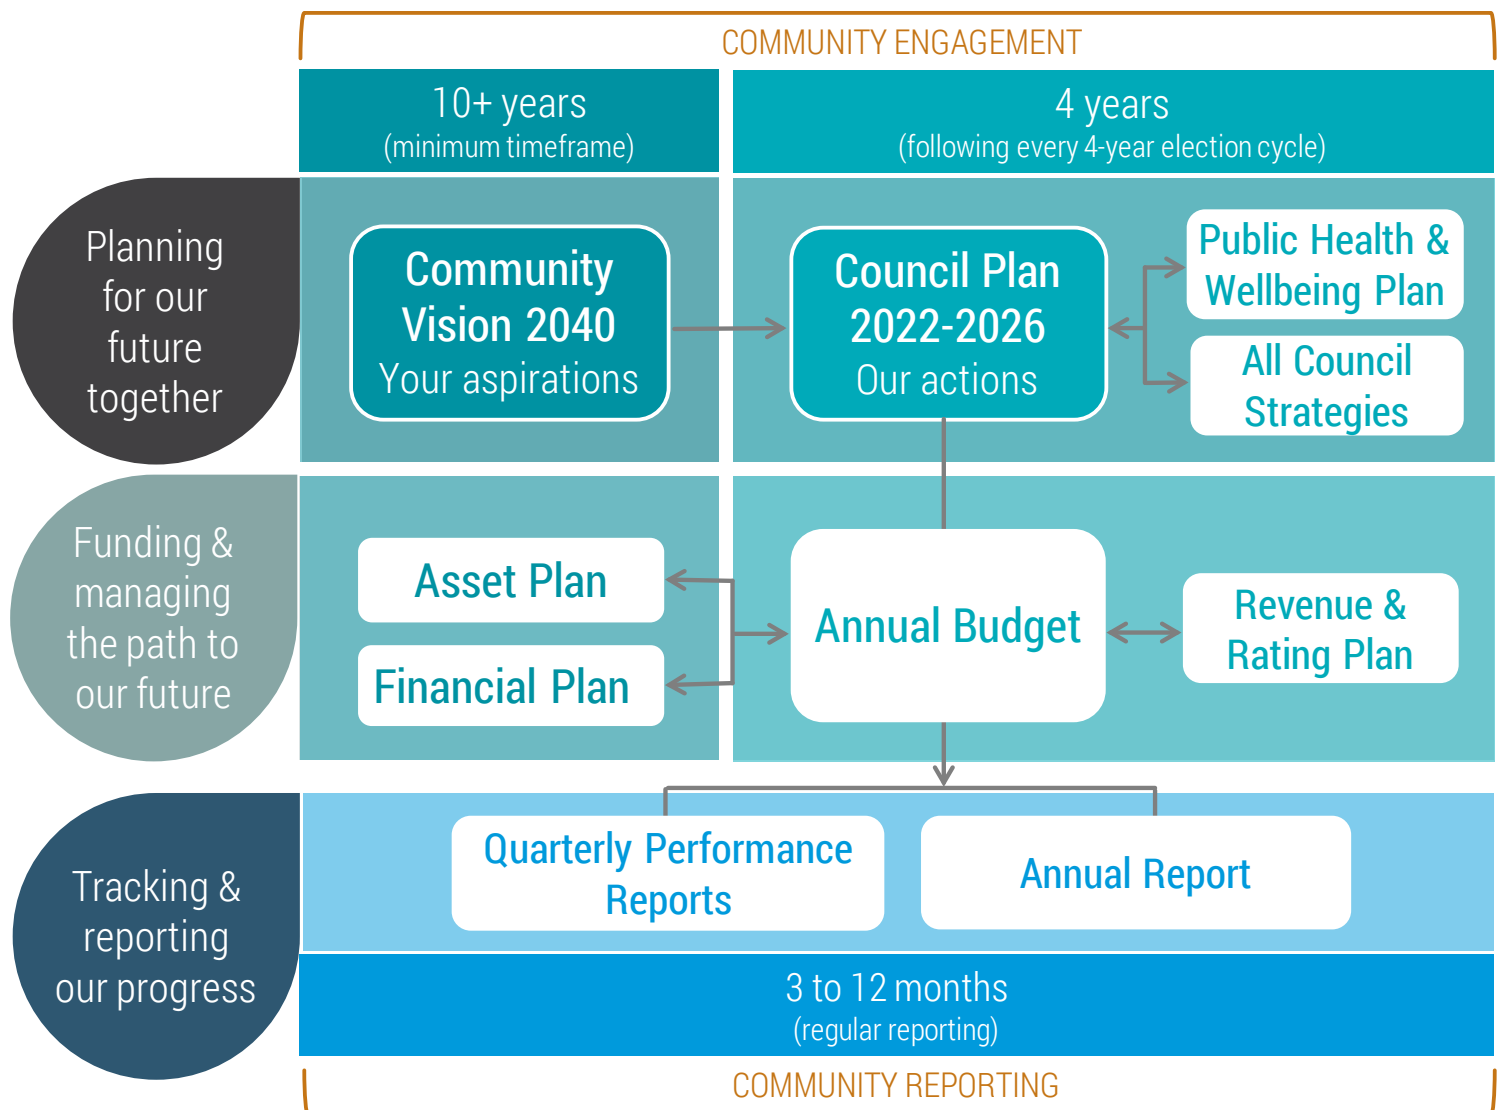 COMMUNITY ENGAGEMENT
10+ years
(minimum timeframe)
4 years
(following every 4-year election cycle)
Planning
for our
future
together
Community
Vision 2040
Your aspirations
Council Plan
2022-2026
Our actions
Public Health &
Wellbeing Plan
All Council
Strategies
Funding &
managing
the path to
our future
Asset Plan
Financial Plan
Annual Budget
Revenue &
Rating Plan
Tracking &
reporting
our progress
Quarterly Performance
Reports
Annual Report
3 to 12 months
(regular reporting)
COMMUNITY REPORTING